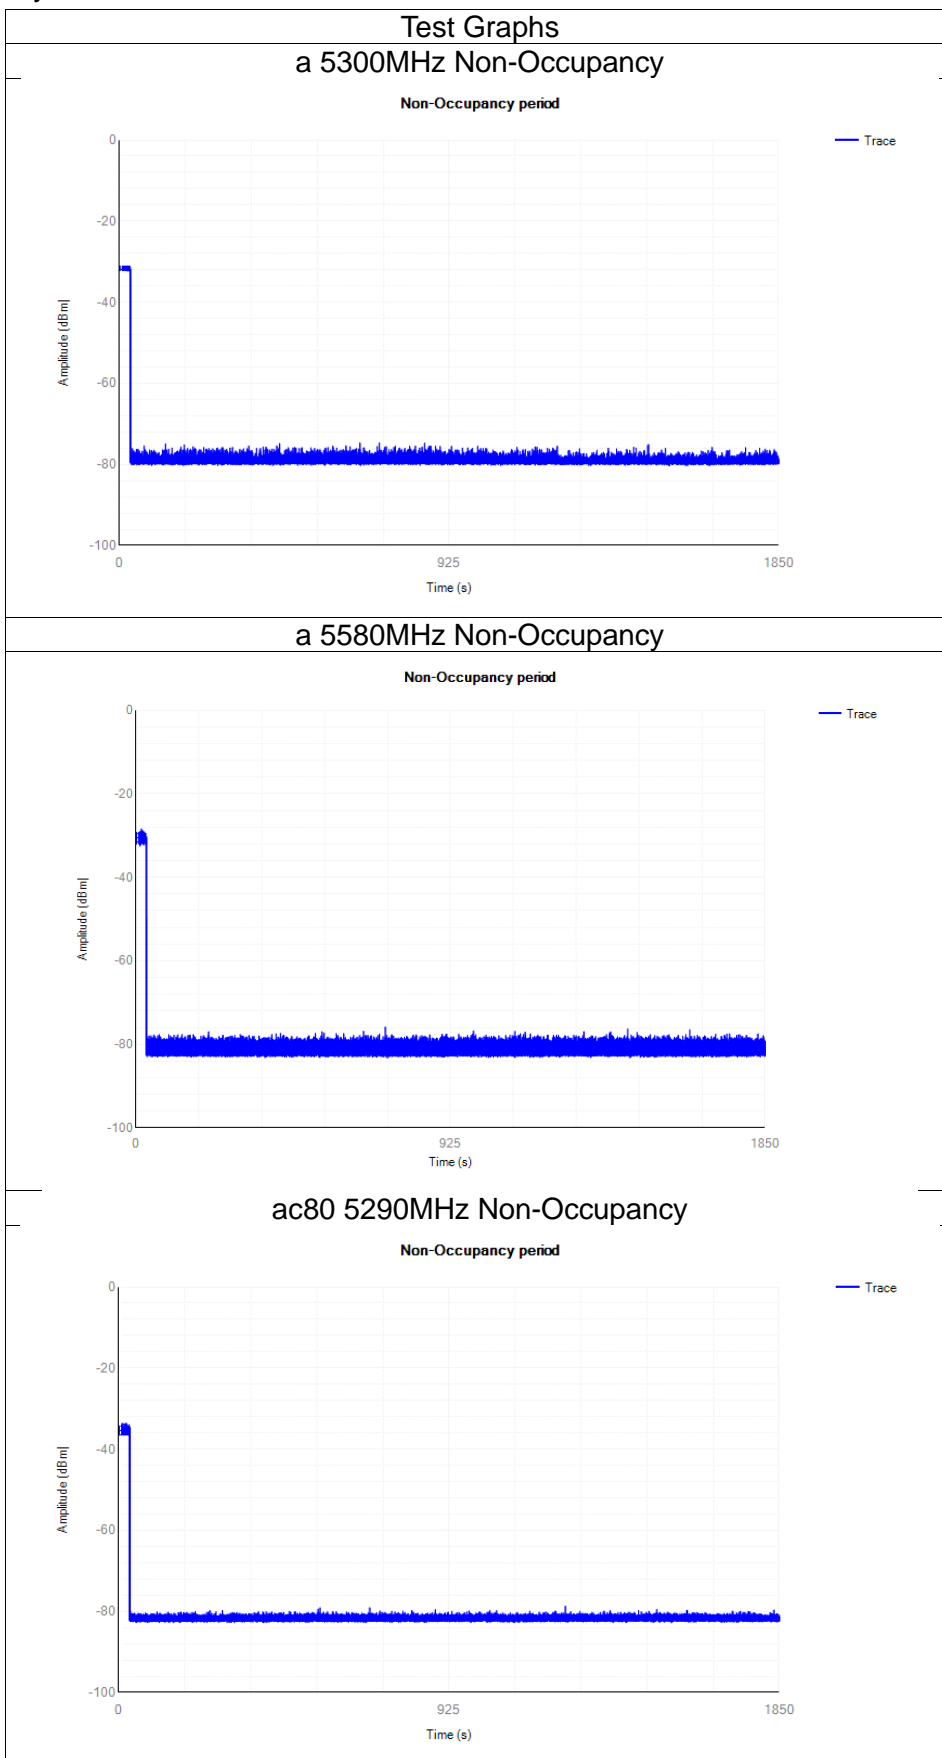 Test Graphs
a 5300MHz Non-Occupancy
Non-Occupancy period
Trace
0
-20
-40
-60
-80
-100
Amplitude [dBm]
0 925 1850
Time (s)
a 5580MHz Non-Occupancy
Non-Occupancy period
Trace
0
-20
-40
-60
-80
-100
Amplitude [dBm]
0 925 1850
Time (s)
ac80 5290MHz Non-Occupancy
Non-Occupancy period
Trace
0
-20
-40
-60
-80
-100
Amplitude [dBm]
0 925 1850
Time (s)